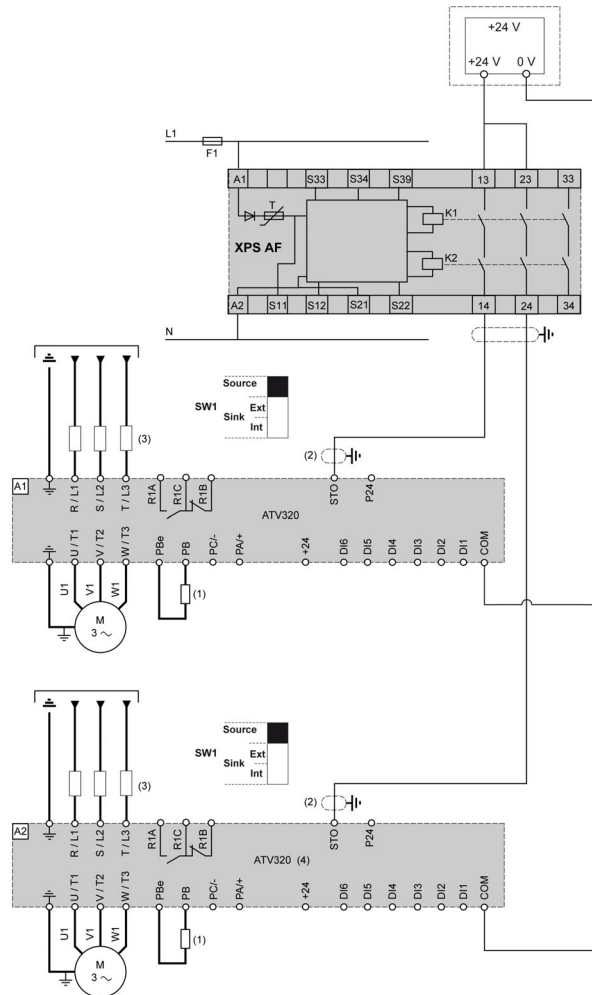 +24 V
+24 V 0 V
L1
F1
A1 S33 S34 S39 13 23 33
T
K1
XPS AF
K2
A2 S11 S12 S21 S22 14 24 34
N
Source
SW1 Ext
Sink
Int
(3)
(2)
A1
R / L1 S / L2 T / L3 R1A R1C R1B STO P24
ATV320
U / T1 V / T2 W / T3 PBe PB PC/- PA/+ +24 DI6 DI5 DI4 DI3 DI2 DI1 COM
U1 V1 W1
(1)
M
3 ~
Source
SW1 Ext
Sink
Int
(3)
(2)
A2
R / L1 S / L2 T / L3 R1A R1C R1B STO P24
ATV320 (4)
U / T1 V / T2 W / T3 PBe PB PC/- PA/+ +24 DI6 DI5 DI4 DI3 DI2 DI1 COM
U1 V1 W1
(1)
M
3 ~